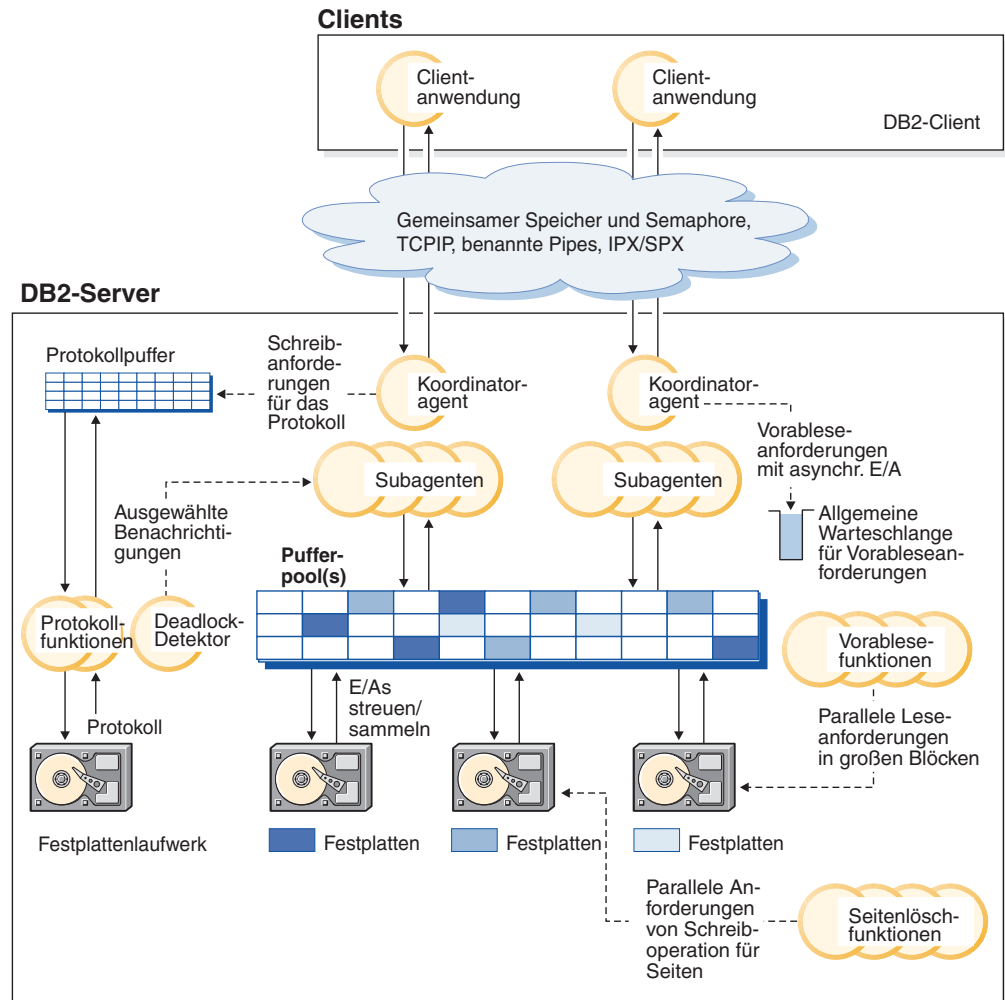 Clients
Client-
anwendung
Client-
anwendung
DB2-Client
Gemeinsamer Speicher und Semaphore,
TCPIP, benannte Pipes, IPX/SPX
DB2-Server
Protokollpuffer
Schreib-
anforde-
rungen
für das
Protokoll
Koordinator-
agent
Koordinator-
agent
Vorablese-
anforderungen
mit asynchr. E/A
Subagenten
Subagenten
Ausgewählte
Benachrichti-
gungen
Allgemeine
Warteschlange
für Vorablesean-
forderungen
Puffer-
pool(s)
Protokoll-
funktionen
Deadlock-
Detektor
Vorablese-
funktionen
Protokoll
E/As
streuen/
sammeln
Parallele Lese-
anforderungen
in großen Blöcken
Festplattenlaufwerk
Festplatten
Festplatten
Festplatten
Parallele An-
forderungen
von Schreib-
operation für
Seiten
Seitenlösch-
funktionen